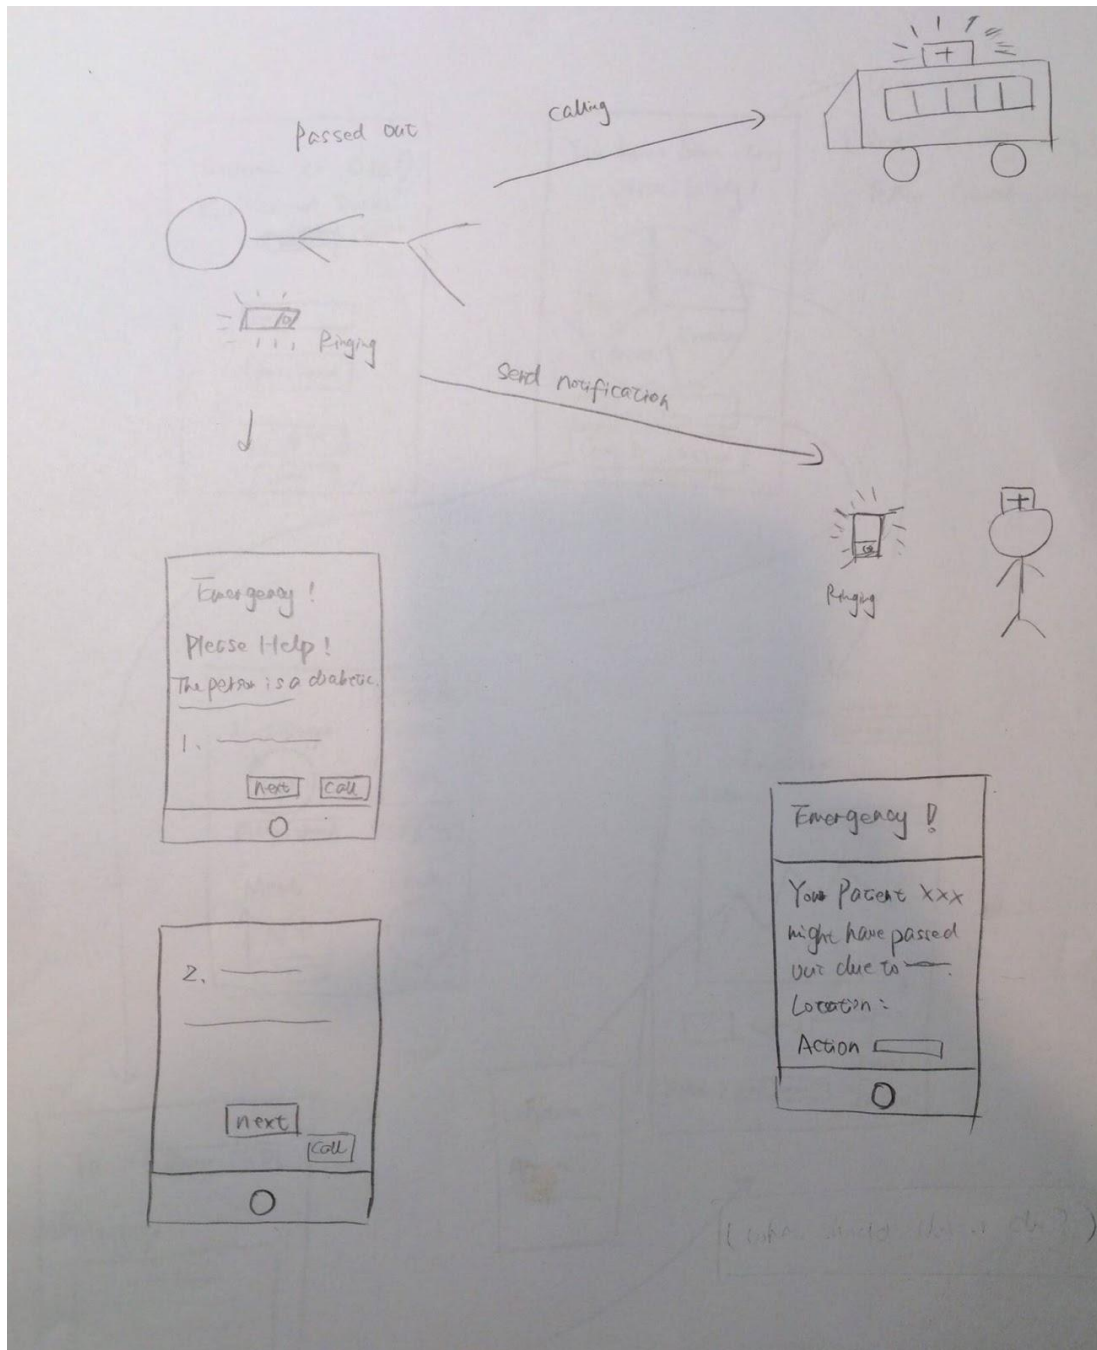 Passed out
calling
Ringing
Send notification
Ringing
Emergency !
Please Help !
The person is a diabetic.
1.
next
call
2.
next
call
Emergency !
Your Patent xxx
might have passed
out due to
Location :
Action